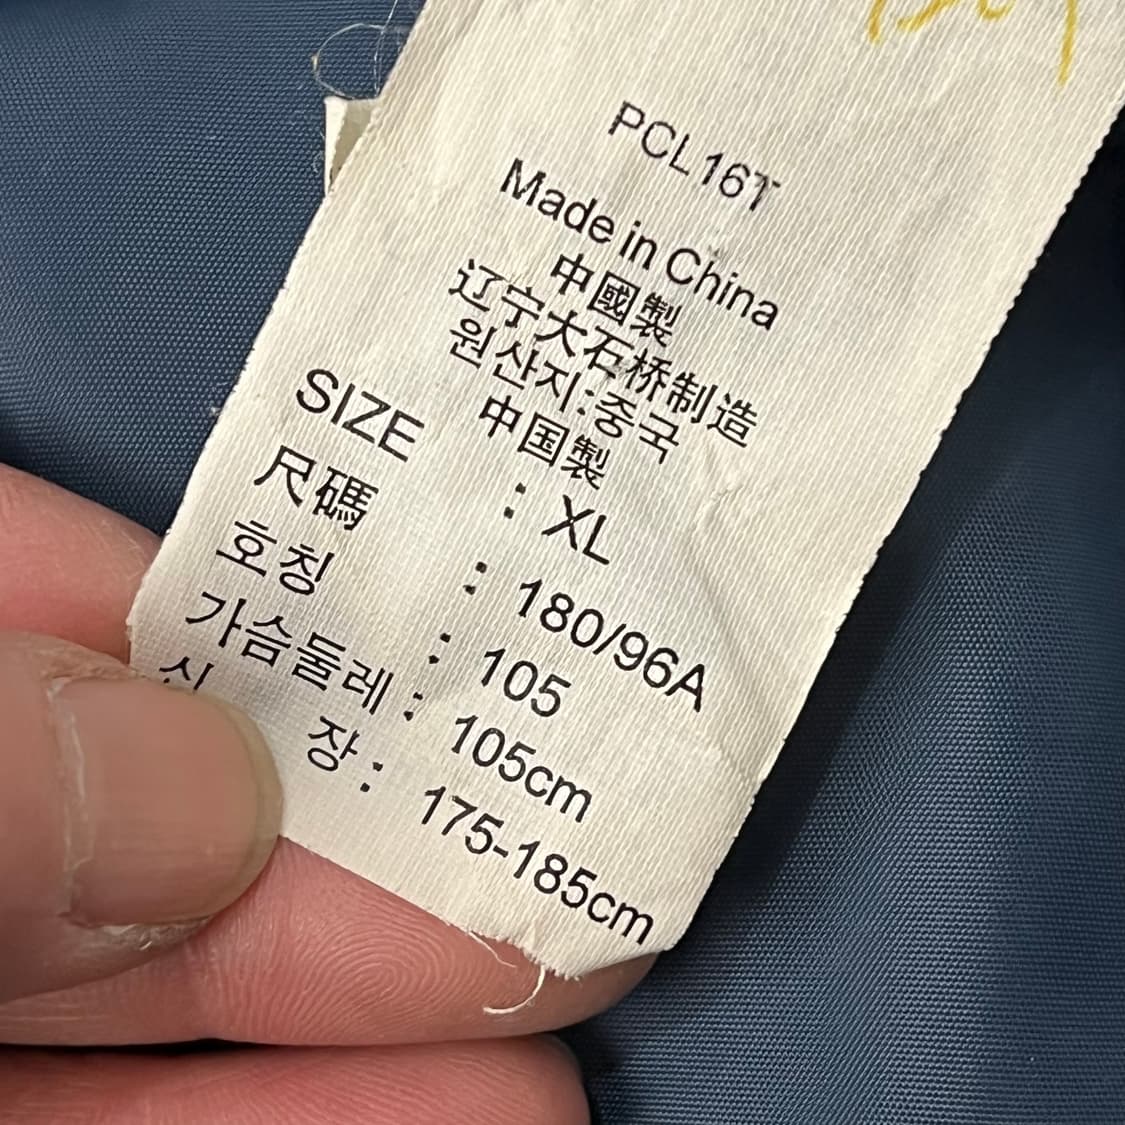 PCL16T
Made in China
中國製
辽宁大石桥制造
원산지:중국
中国製
SIZE : XL
尺碼 : 180/96A
호칭 : 105
가슴둘레 : 105cm
신 장 : 175-185cm